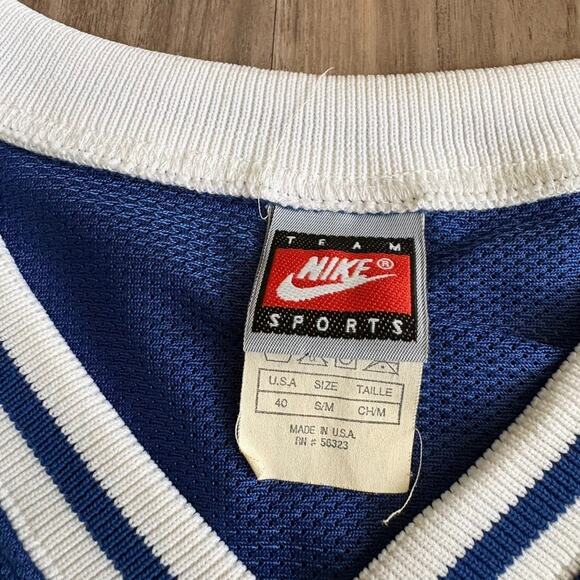 TEAM
NIKE®
SPORTS
U.S.A SIZE TAILLE
40 S/M CH/M
MADE IN U.S.A.
RN # 56323